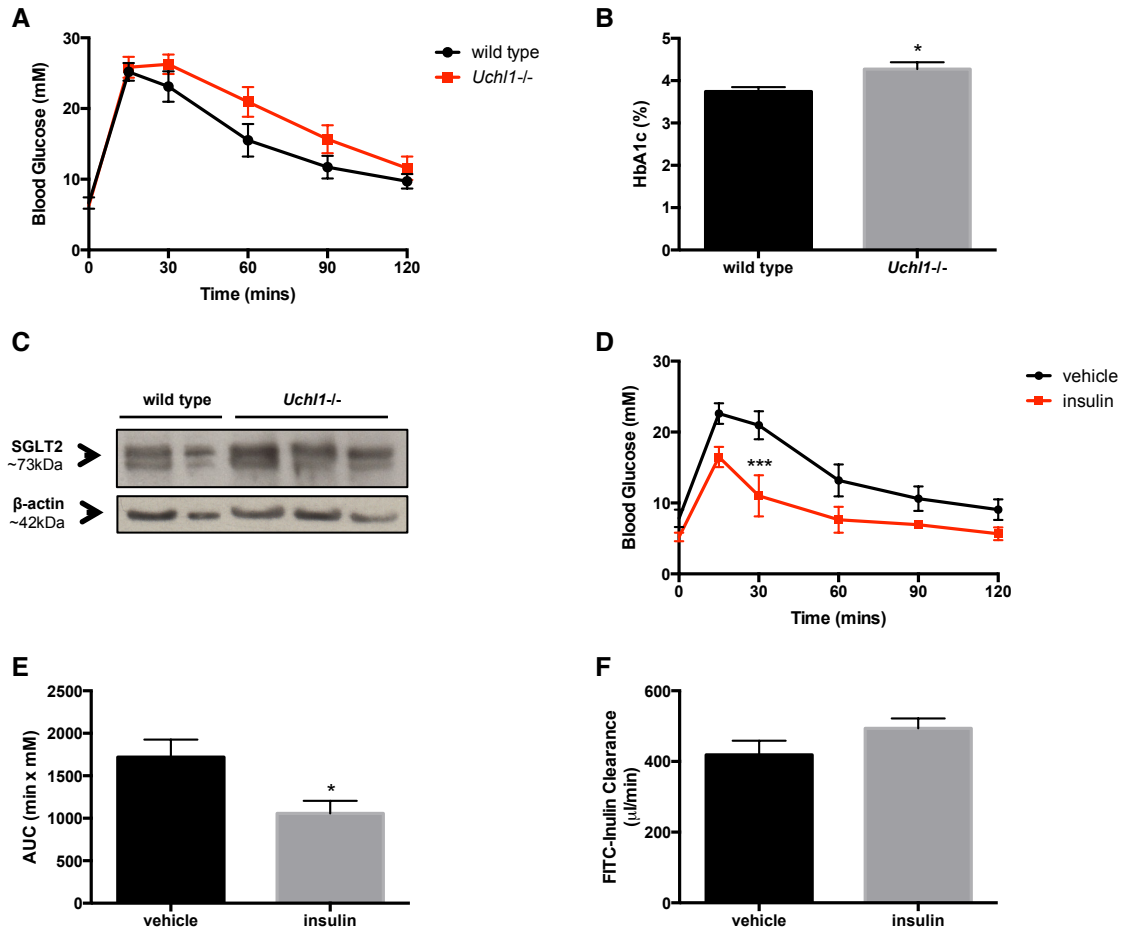 A
Blood Glucose (mM)
30
20
10
0
0 30 60 90 120
Time (mins)
wild type
Uchl1-/-
B
HbA1c (%)
5
4
3
2
1
0
*
wild type Uchl1-/-
C
wild type Uchl1-/-
SGLT2
~73kDa
β-actin
~42kDa
D
Blood Glucose (mM)
30
20
10
0
***
0 30 60 90 120
Time (mins)
vehicle
insulin
E
AUC (min x mM)
2500
2000
1500
1000
500
0
*
vehicle insulin
F
FITC-Inulin Clearance
(μl/min)
600
400
200
0
vehicle insulin